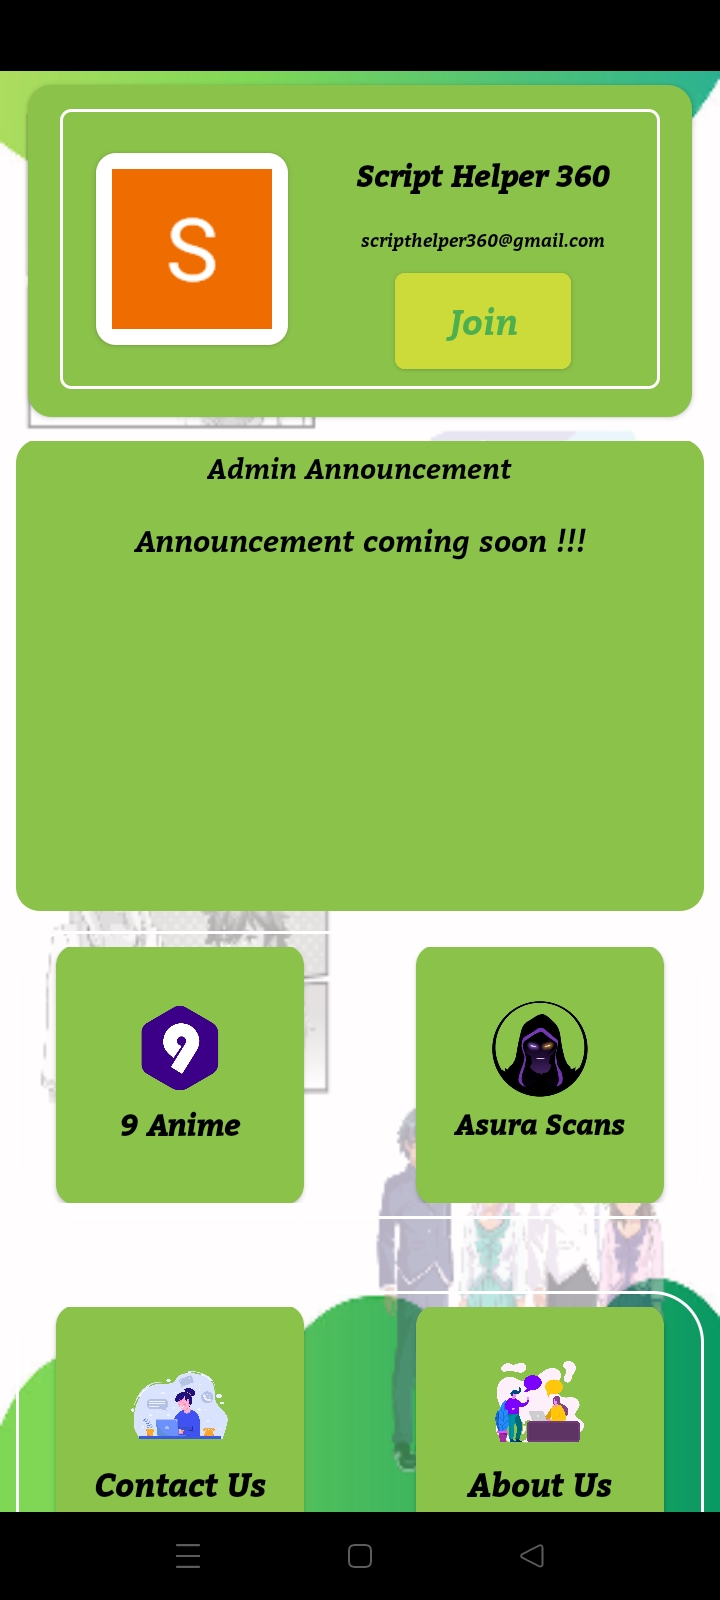 S
Script Helper 360
scripthelper360@gmail.com
Join
Admin Announcement
Announcement coming soon !!!
9
9 Anime
Asura Scans
Contact Us
About Us